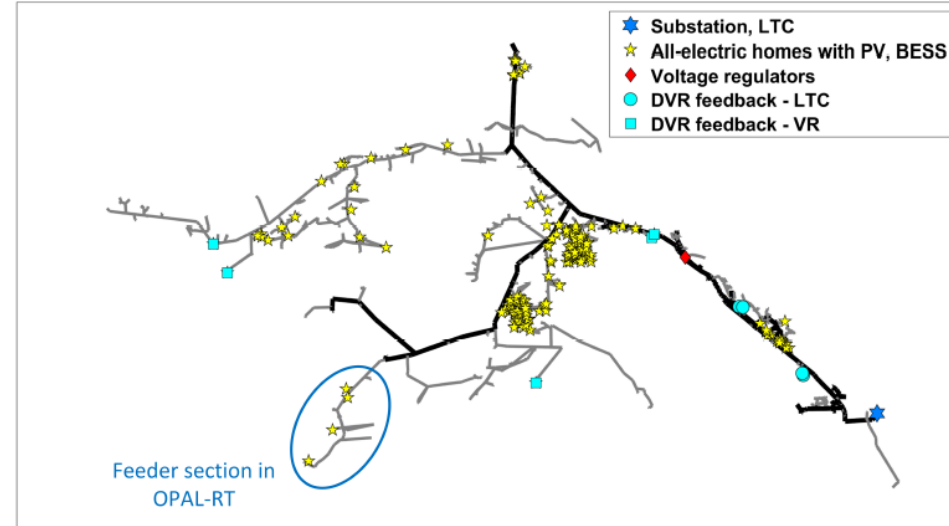 Substation, LTC
All-electric homes with PV, BESS
Voltage regulators
DVR feedback - LTC
DVR feedback - VR
Feeder section in
OPAL-RT